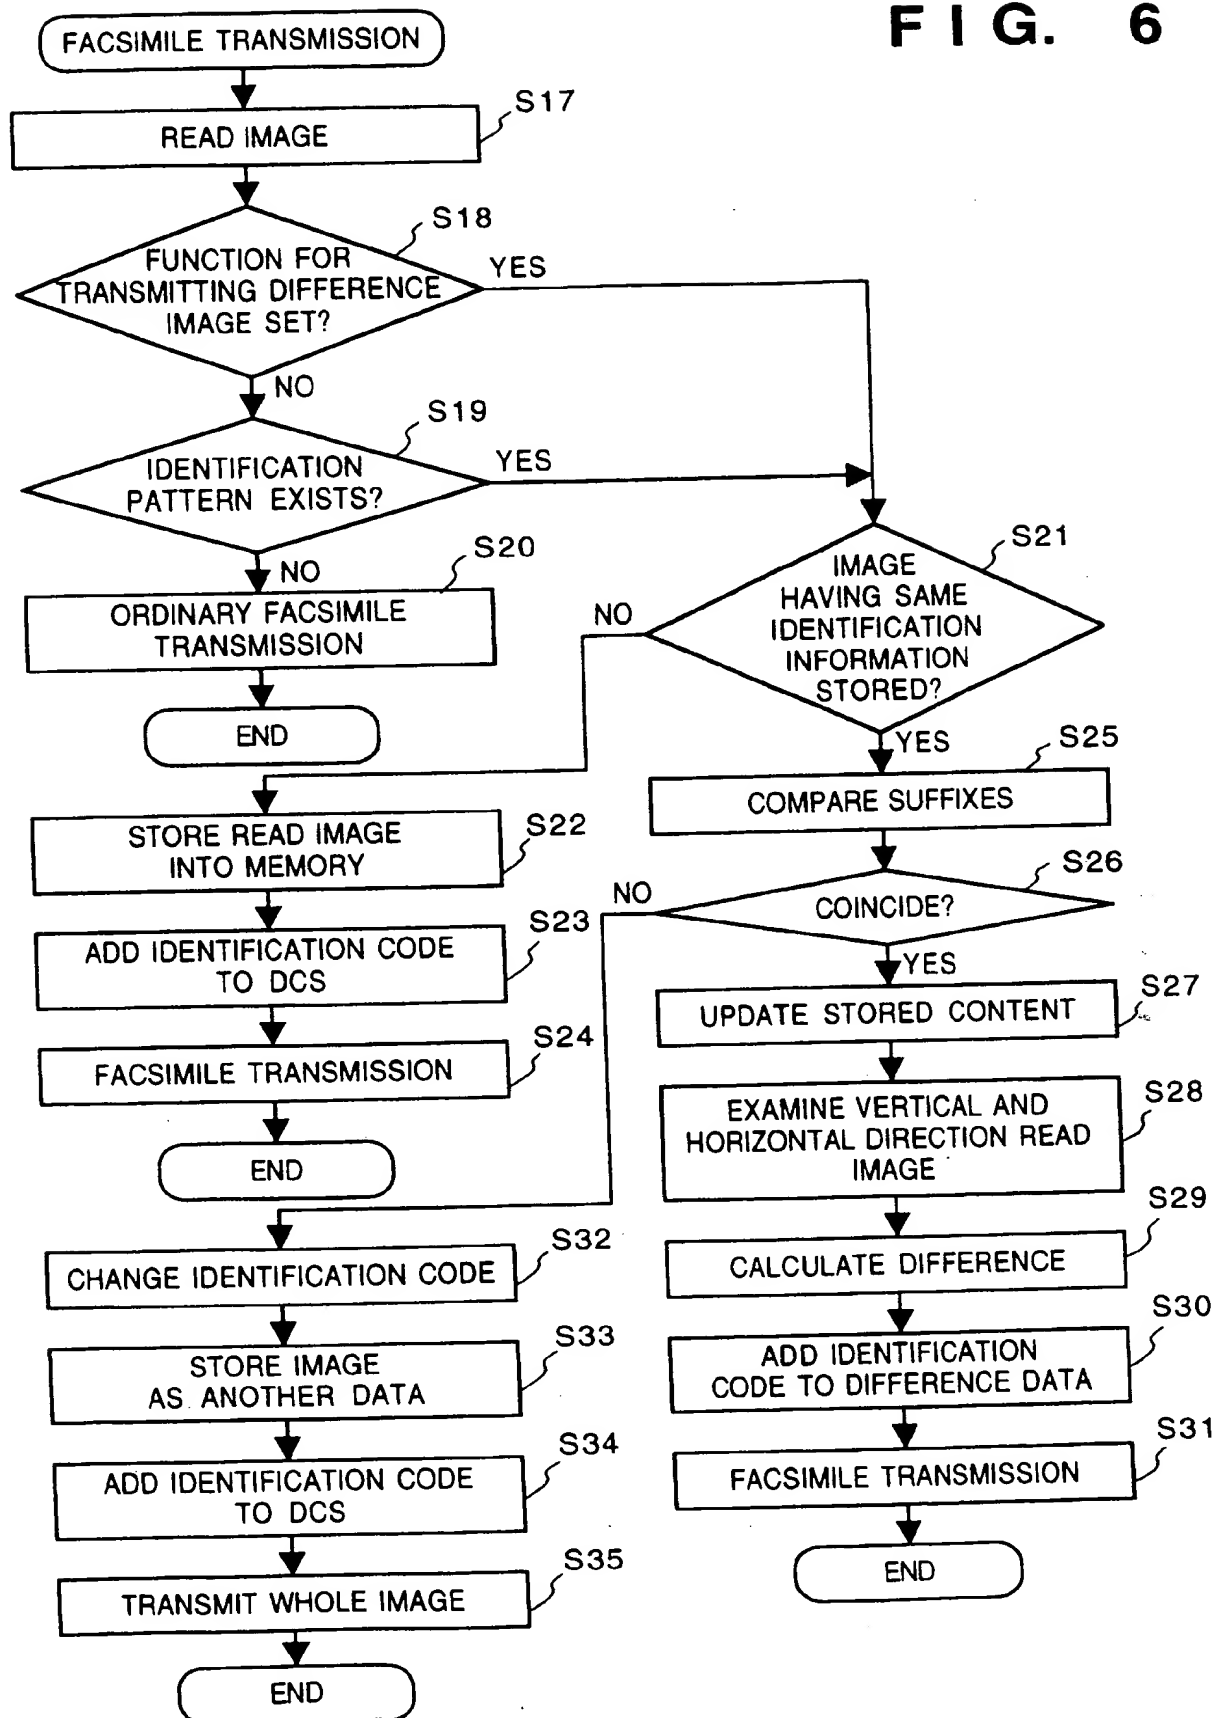 FIG. 6
FACSIMILE TRANSMISSION
S17
READ IMAGE
S18
FUNCTION FOR
TRANSMITTING DIFFERENCE
IMAGE SET?
YES
NO
S19
IDENTIFICATION
PATTERN EXISTS?
YES
NO
S20
ORDINARY FACSIMILE
TRANSMISSION
END
S21
IMAGE
HAVING SAME
IDENTIFICATION
INFORMATION
STORED?
NO
YES
S22
STORE READ IMAGE
INTO MEMORY
S23
ADD IDENTIFICATION CODE
TO DCS
S24
FACSIMILE TRANSMISSION
END
S25
COMPARE SUFFIXES
S26
COINCIDE?
NO
YES
S27
UPDATE STORED CONTENT
S28
EXAMINE VERTICAL AND
HORIZONTAL DIRECTION READ
IMAGE
S29
CALCULATE DIFFERENCE
S30
ADD IDENTIFICATION
CODE TO DIFFERENCE DATA
S31
FACSIMILE TRANSMISSION
END
S32
CHANGE IDENTIFICATION CODE
S33
STORE IMAGE
AS ANOTHER DATA
S34
ADD IDENTIFICATION CODE
TO DCS
S35
TRANSMIT WHOLE IMAGE
END